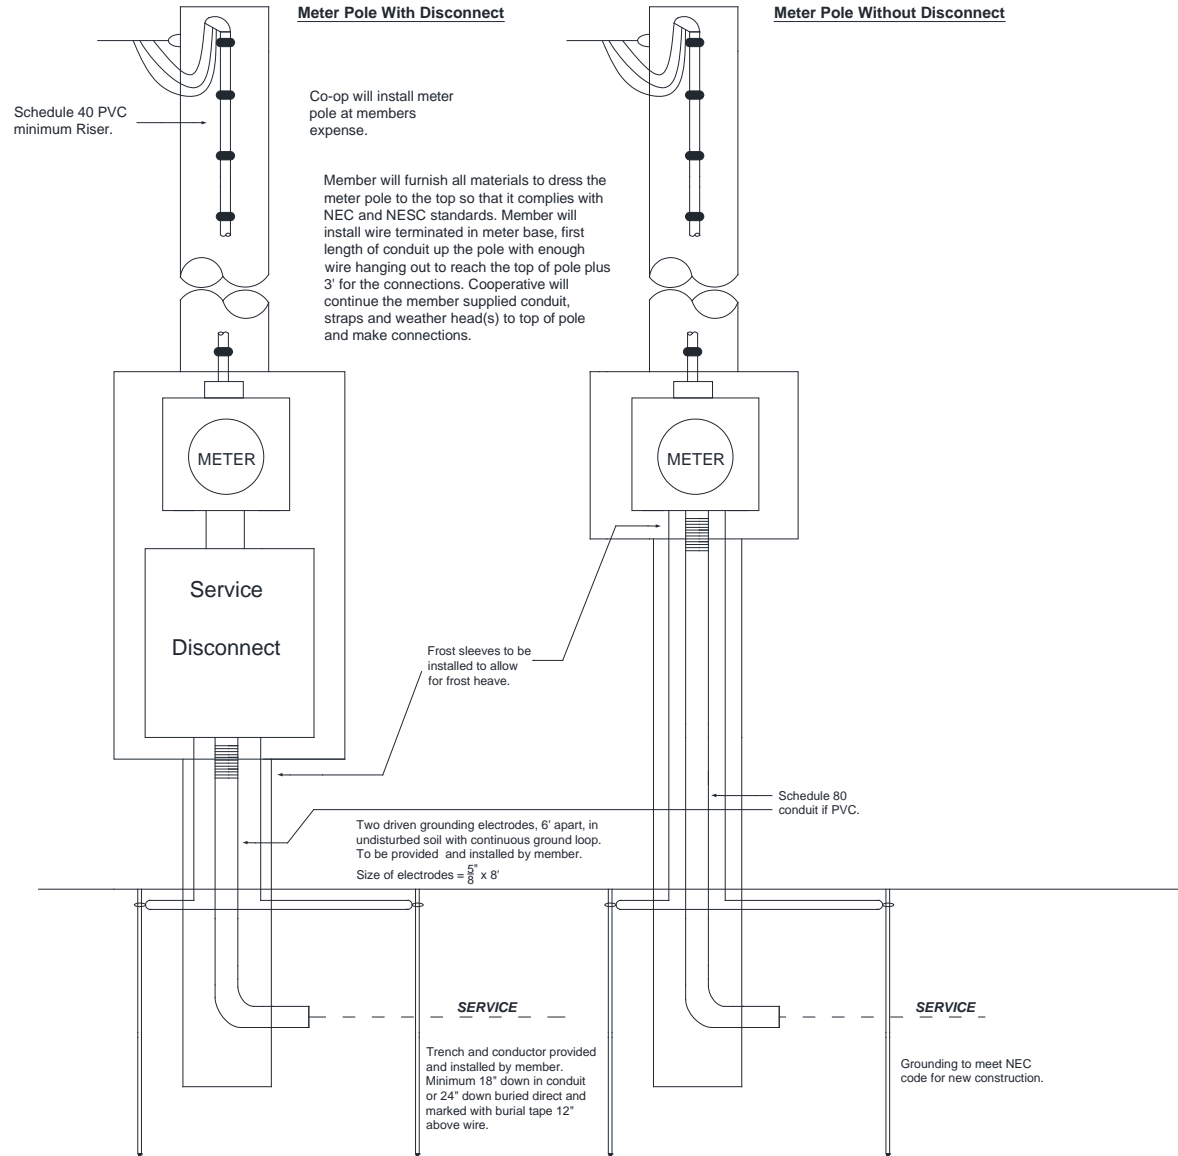 Meter Pole With Disconnect
Meter Pole Without Disconnect
Schedule 40 PVC
minimum Riser.
Co-op will install meter
pole at members
expense.
Member will furnish all materials to dress the
meter pole to the top so that it complies with
NEC and NESC standards. Member will
install wire terminated in meter base, first
length of conduit up the pole with enough
wire hanging out to reach the top of pole plus
3' for the connections. Cooperative will
continue the member supplied conduit,
straps and weather head(s) to top of pole
and make connections.
METER
METER
Service
Disconnect
Frost sleeves to be
installed to allow
for frost heave.
Schedule 80
conduit if PVC.
Two driven grounding electrodes, 6' apart, in
undisturbed soil with continuous ground loop.
To be provided and installed by member.
Size of electrodes = 5/8" x 8'
SERVICE
SERVICE
Trench and conductor provided
and installed by member.
Minimum 18" down in conduit
or 24" down buried direct and
marked with burial tape 12"
above wire.
Grounding to meet NEC
code for new construction.